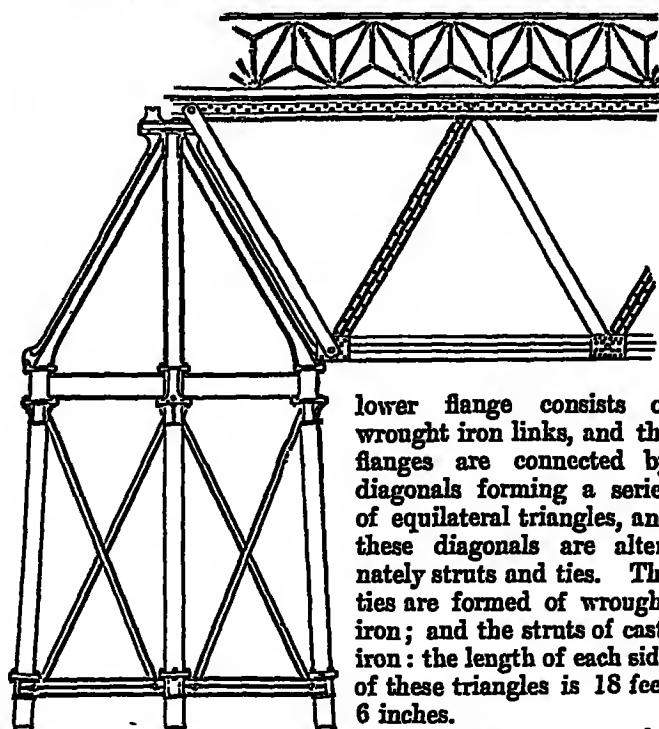 lower flange consists o
wrought iron links, and th
flanges are connected by
diagonals forming a serie
of equilateral triangles, an
these diagonals are alter
nately struts and ties. Th
ties are formed of wrough
iron; and the struts of cast
iron: the length of each sid
of these triangles is 18 fee
6 inches.